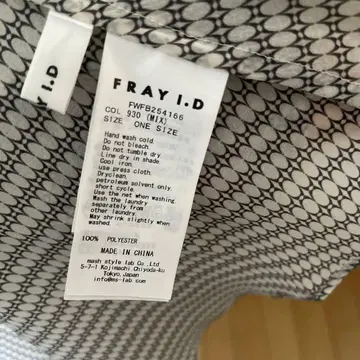 FRAY I.D
FRAY I.D
FWFB254166
COL 930 (MIX)
SIZE ONE SIZE
Hand wash cold.
Do not bleach.
Do not tumble dry
Line dry in shade
Cool iron.
use press cloth.
Dryclean,
petroleum solvent only.
short cycle.
Use the net when washing
Wash the laundry
separately from
other laundry.
May shrink slightly when
washed.
100% POLYESTER
MADE IN CHINA
mash style lab Co.,Ltd
5-7-1 Kojimachi Chiyoda-ku
Tokyo,Japan
info@ms-lab.com